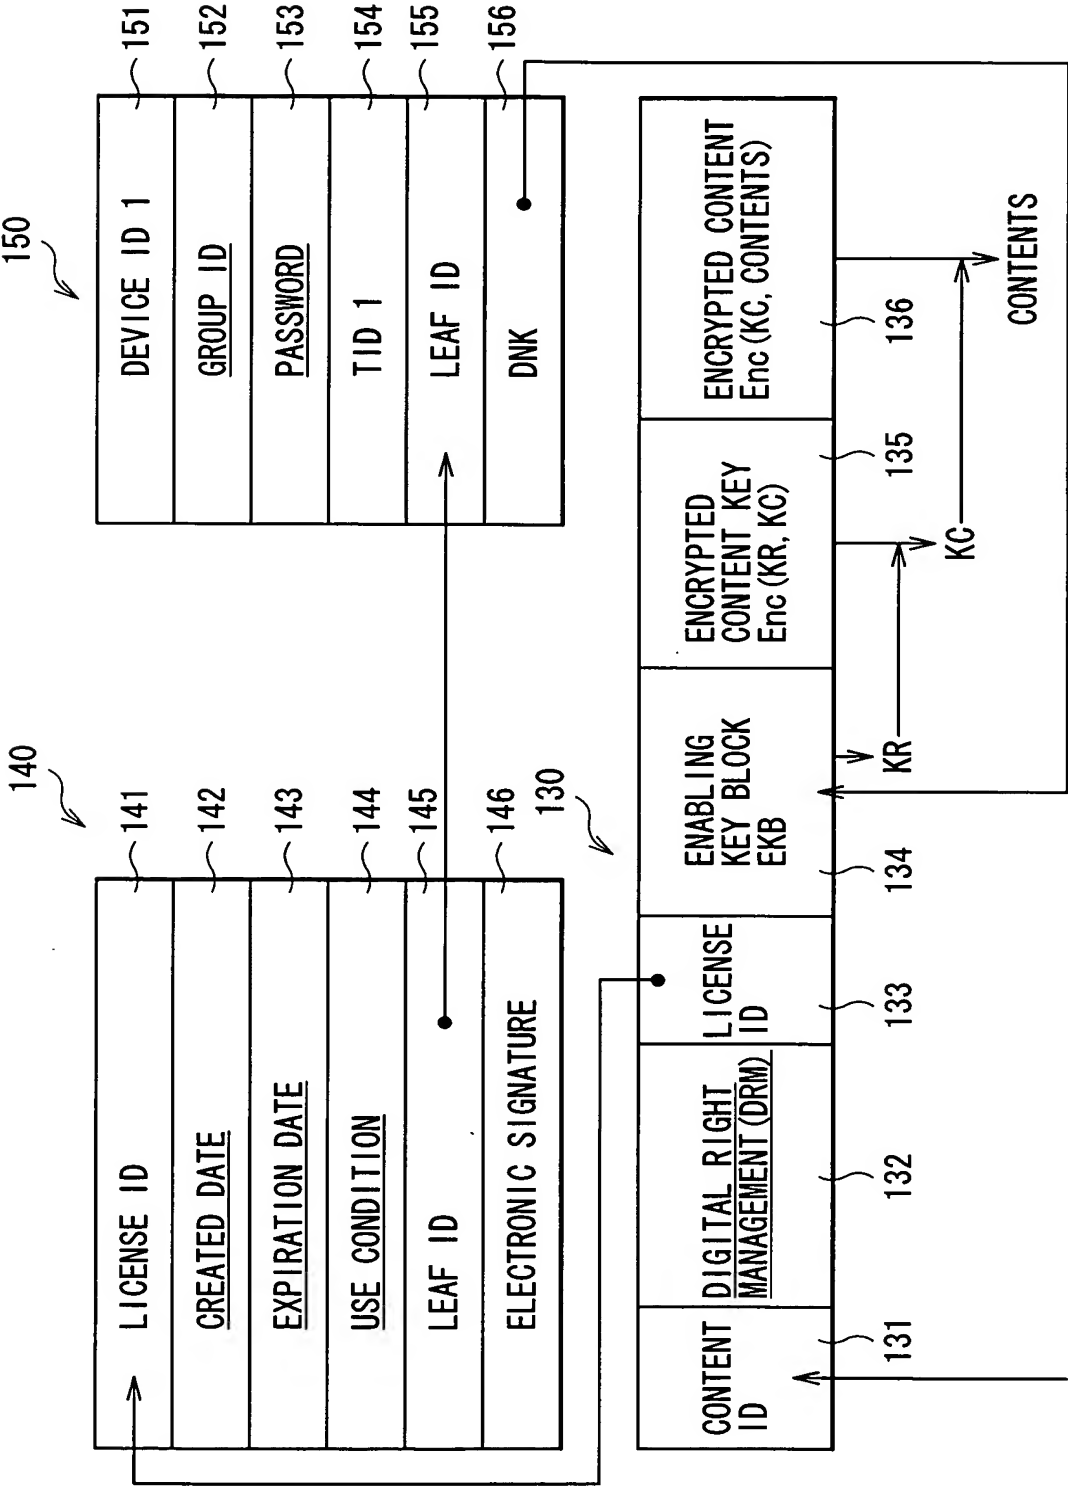 140
LICENSE ID
141
CREATED DATE
142
EXPIRATION DATE
143
USE CONDITION
144
LEAF ID
145
ELECTRONIC SIGNATURE
146
150
DEVICE ID 1
151
GROUP ID
152
PASSWORD
153
TID 1
154
LEAF ID
155
DNK
156
130
CONTENT
ID
DIGITAL RIGHT
MANAGEMENT (DRM)
LICENSE
ID
ENABLING
KEY BLOCK
EKB
ENCRYPTED
CONTENT KEY
Enc (KR, KC)
ENCRYPTED CONTENT
Enc (KC, CONTENTS)
131
132
133
134
135
136
KR
KC
CONTENTS